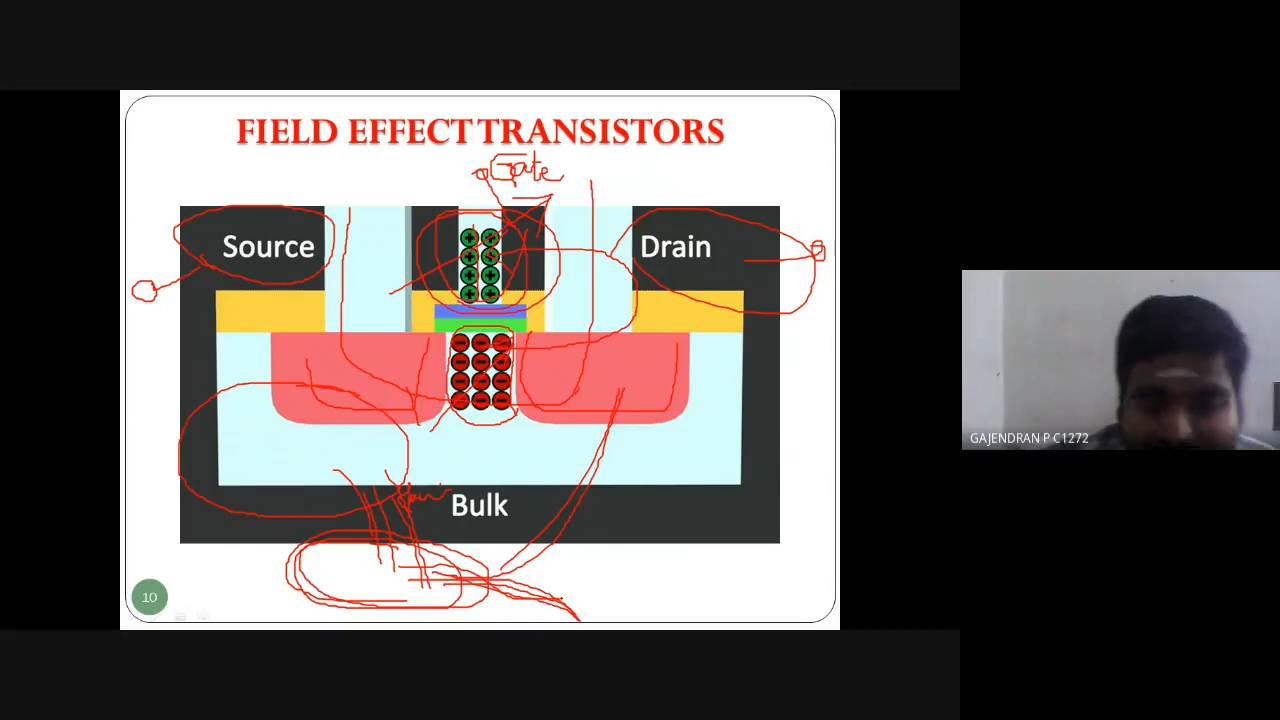 FIELD EFFECT TRANSISTORS
Gate
Source
Drain
Bulk
10
GAJENDRAN P C1272